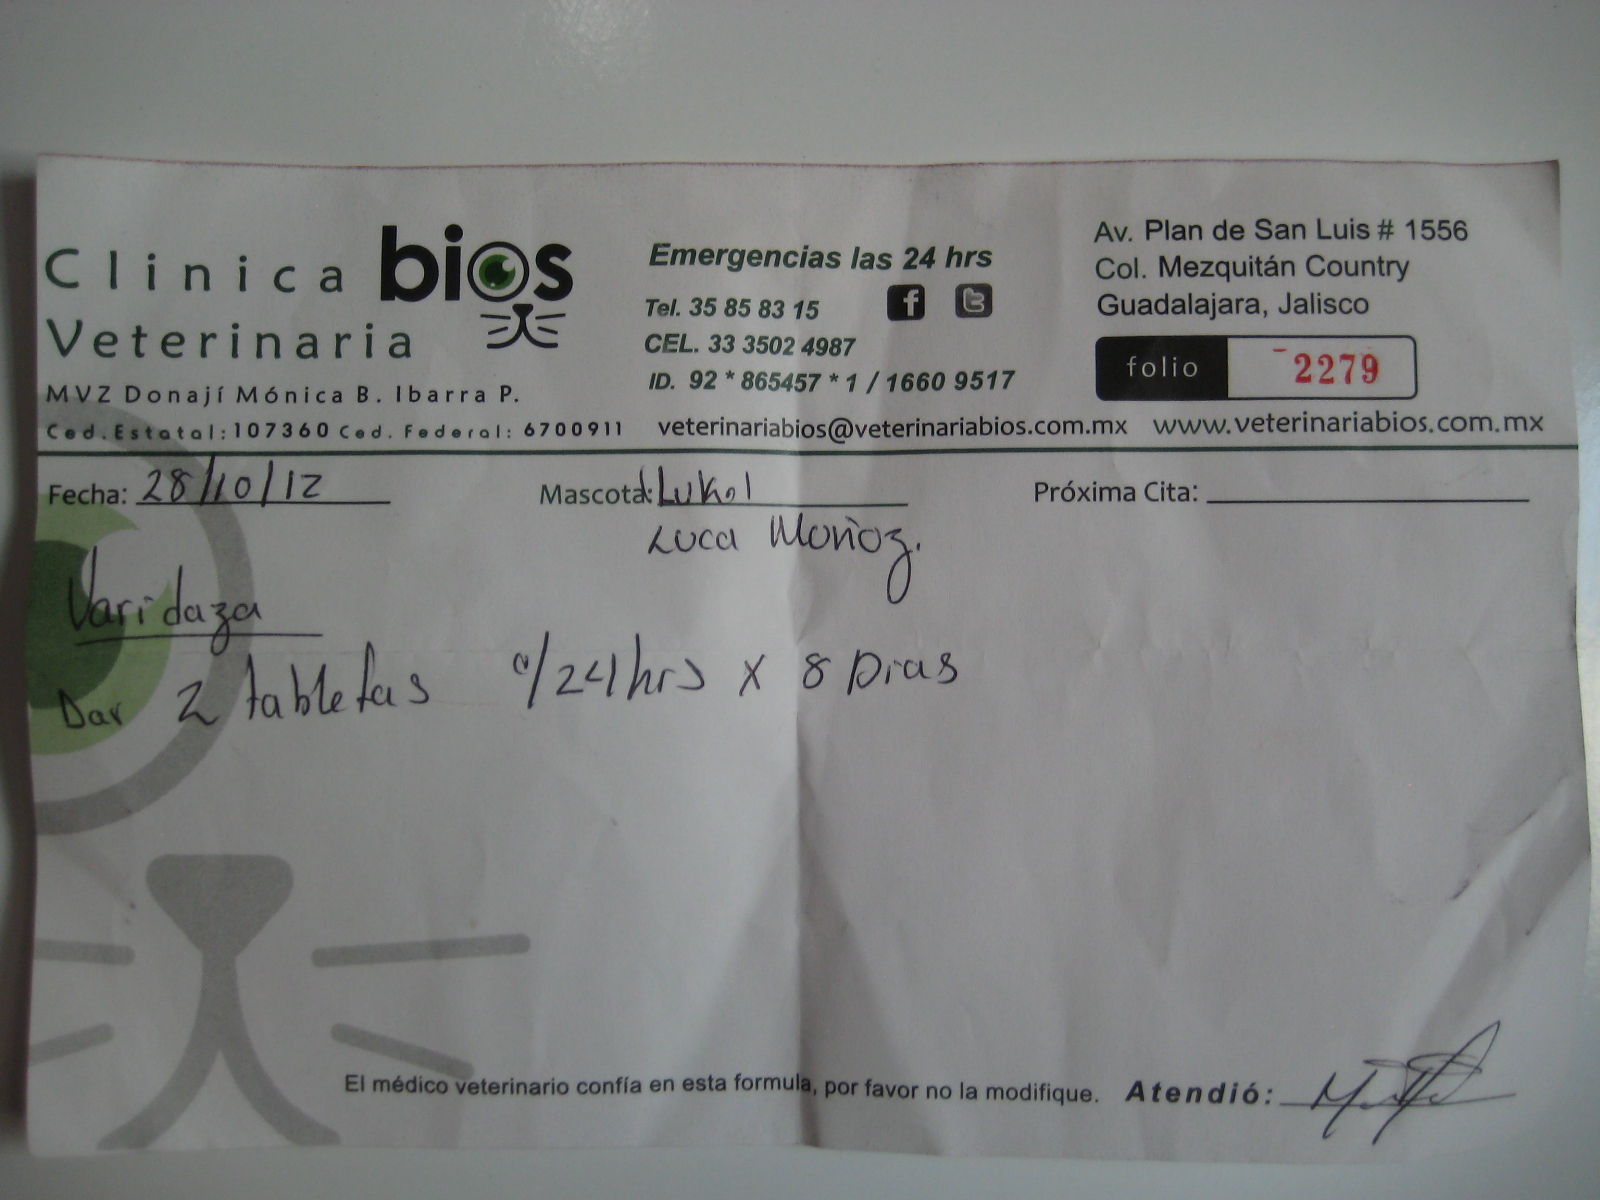 Clinica bios
Veterinaria
MVZ Donají Mónica B. Ibarra P.
Ced. Estatal: 107360 Ced. Federal: 6700911
Emergencias las 24 hrs
Tel. 35 85 83 15
CEL. 33 3502 4987
ID. 92 * 865457 * 1 / 1660 9517
veterinariabios@veterinariabios.com.mx www.veterinariabios.com.mx
Av. Plan de San Luis # 1556
Col. Mezquitán Country
Guadalajara, Jalisco
folio 2279
Fecha: 28/10/12 Mascota: Próxima Cita:
Luca Moñoz.
Varidaza
Dar 2 tabletas c/24hrs x 8 Dias
El médico veterinario confía en esta formula, por favor no la modifique. Atendió: